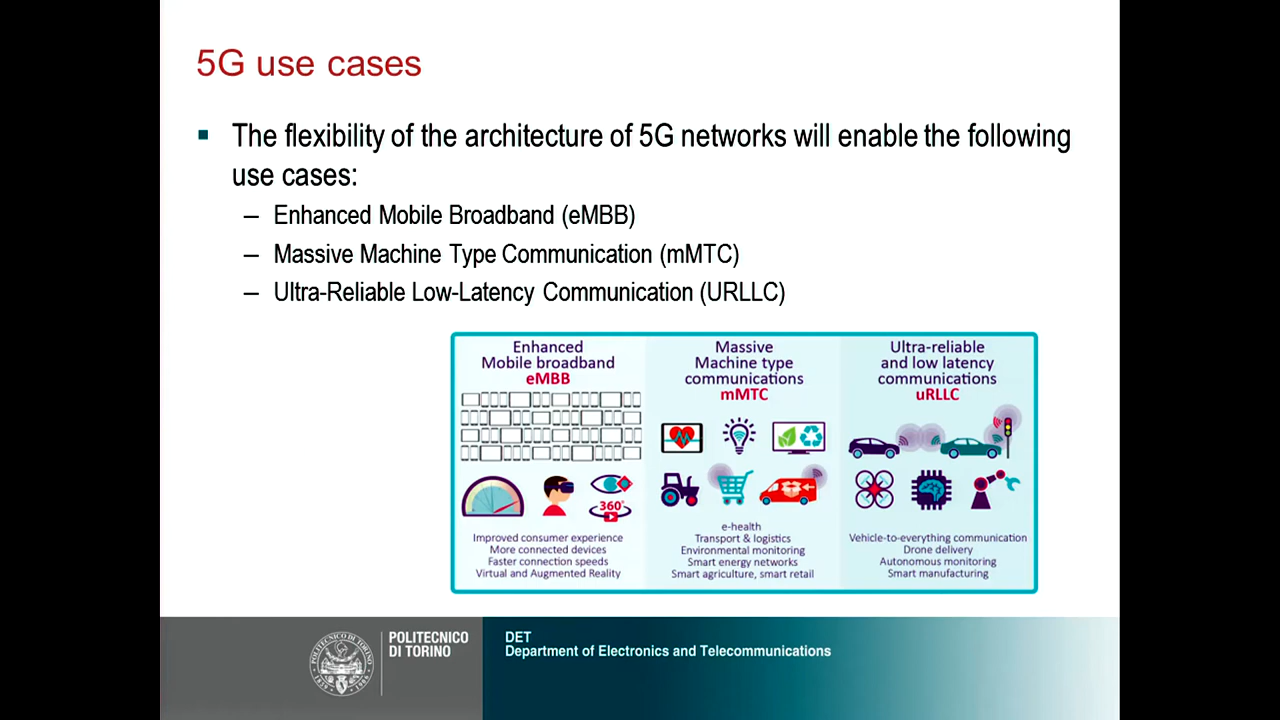 5G use cases
▪ The flexibility of the architecture of 5G networks will enable the following
use cases:
– Enhanced Mobile Broadband (eMBB)
– Massive Machine Type Communication (mMTC)
– Ultra-Reliable Low-Latency Communication (URLLC)
Enhanced
Mobile broadband
eMBB
360°
Improved consumer experience
More connected devices
Faster connection speeds
Virtual and Augmented Reality
Massive
Machine type
communications
mMTC
e-health
Transport & logistics
Environmental monitoring
Smart energy networks
Smart agriculture, smart retail
Ultra-reliable
and low latency
communications
uRLLC
Vehicle-to-everything communication
Drone delivery
Autonomous monitoring
Smart manufacturing
POLITECNICO
DI TORINO
DET
Department of Electronics and Telecommunications